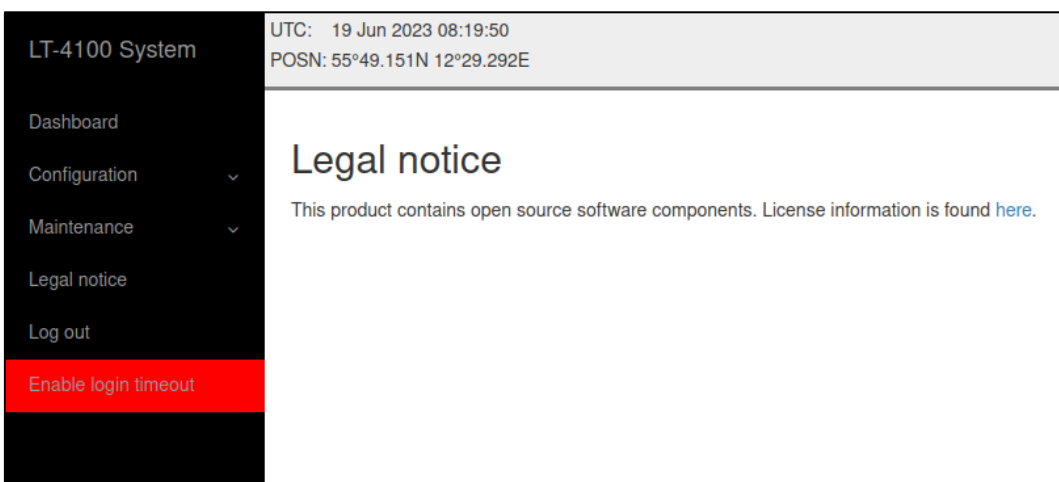 LT-4100 System
Dashboard
Configuration
Maintenance
Legal notice
Log out
Enable login timeout
UTC: 19 Jun 2023 08:19:50
POSN: 55°49.151N 12°29.292E
Legal notice
This product contains open source software components. License information is found here.